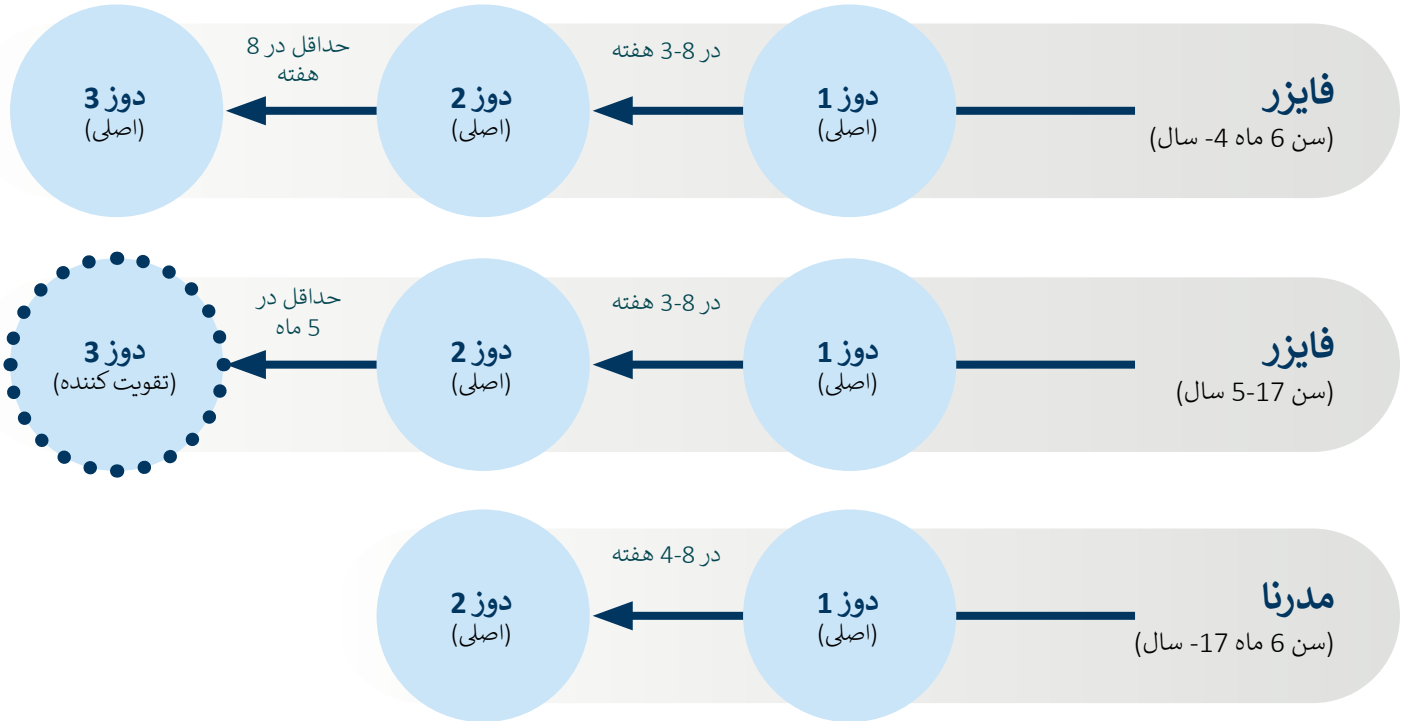 فایزر
(سن 6 ماه 4- سال)
دوز 1
(اصلی)
در 8-3 هفته
دوز 2
(اصلی)
حداقل در 8
هفته
دوز 3
(اصلی)
فایزر
(سن 17-5 سال)
دوز 1
(اصلی)
در 8-3 هفته
دوز 2
(اصلی)
حداقل در
5 ماه
دوز 3
(تقویت کننده)
مدرنا
(سن 6 ماه 17- سال)
دوز 1
(اصلی)
در 8-4 هفته
دوز 2
(اصلی)